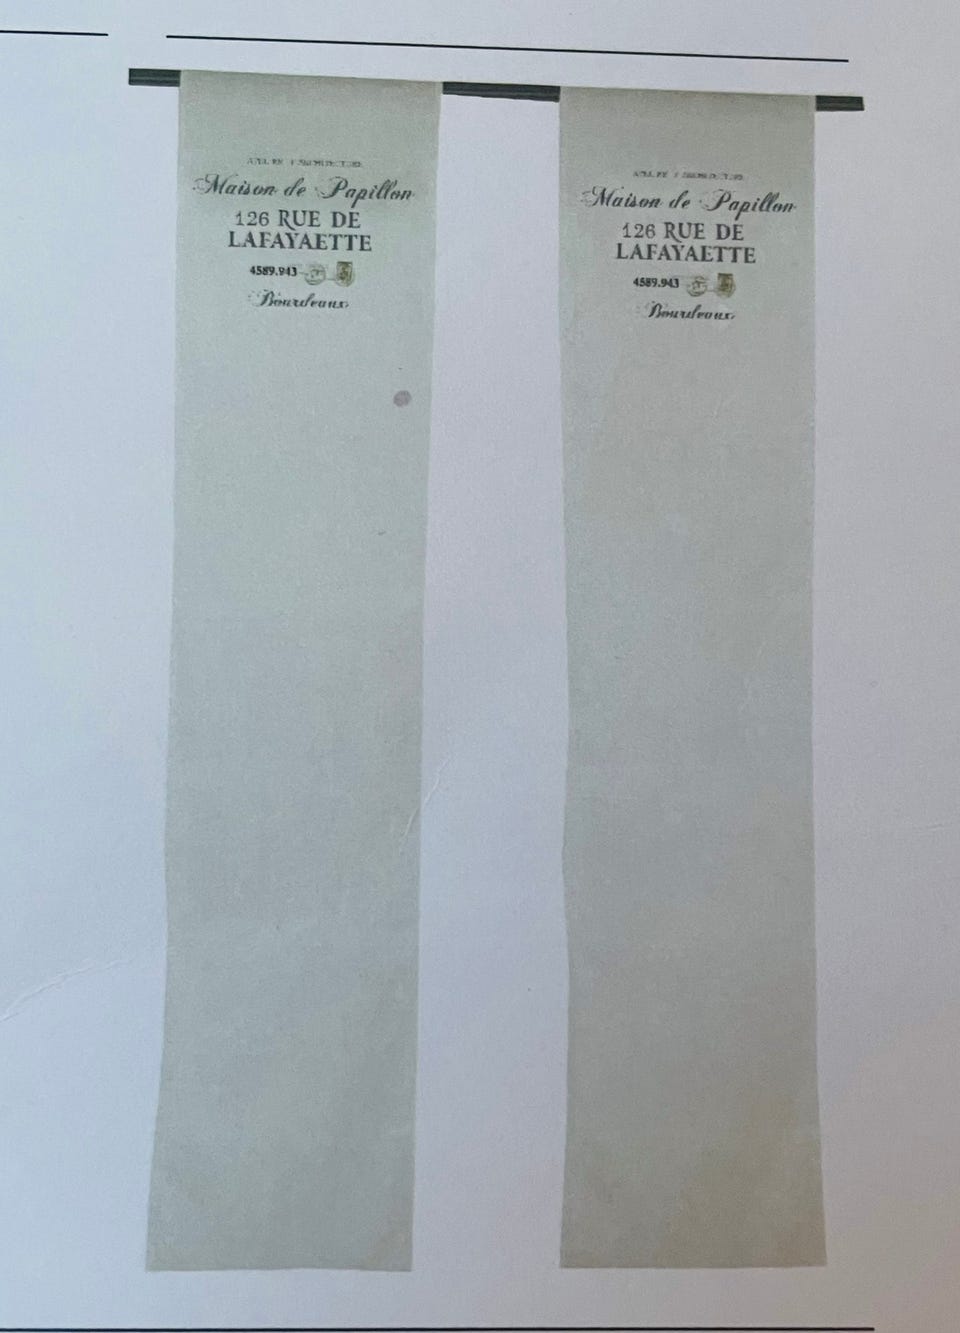 Maison de Papillon
126 RUE DE
LAFAYAETTE
4589.943
Bourdeaux
Maison de Papillon
126 RUE DE
LAFAYAETTE
4589.943
Bourdeaux